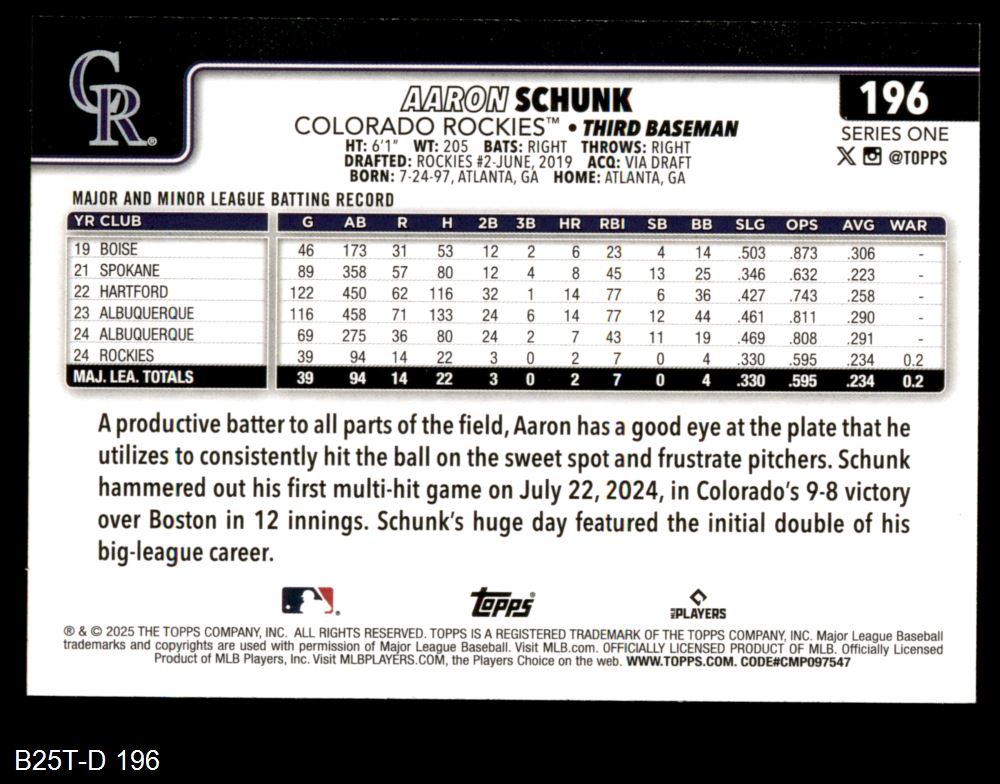 CR®
AARON SCHUNK
196
COLORADO ROCKIES™ • THIRD BASEMAN
SERIES ONE
HT: 6'1" WT: 205 BATS: RIGHT THROWS: RIGHT
@TOPPS
DRAFTED: ROCKIES #2-JUNE, 2019 ACQ: VIA DRAFT
BORN: 7-24-97, ATLANTA, GA HOME: ATLANTA, GA
MAJOR AND MINOR LEAGUE BATTING RECORD
YR CLUB G AB R H 2B 3B HR RBI SB BB SLG OPS AVG WAR
19 BOISE 46 173 31 53 12 2 6 23 4 14 .503 .873 .306 -
21 SPOKANE 89 358 57 80 12 4 8 45 13 25 .346 .632 .223 -
22 HARTFORD 122 450 62 116 32 1 14 77 6 36 .427 .743 .258 -
23 ALBUQUERQUE 116 458 71 133 24 6 14 77 12 44 .461 .811 .290 -
24 ALBUQUERQUE 69 275 36 80 24 2 7 43 11 19 .469 .808 .291 -
24 ROCKIES 39 94 14 22 3 0 2 7 0 4 .330 .595 .234 0.2
MAJ. LEA. TOTALS 39 94 14 22 3 0 2 7 0 4 .330 .595 .234 0.2
A productive batter to all parts of the field, Aaron has a good eye at the plate that he
utilizes to consistently hit the ball on the sweet spot and frustrate pitchers. Schunk
hammered out his first multi-hit game on July 22, 2024, in Colorado's 9-8 victory
over Boston in 12 innings. Schunk's huge day featured the initial double of his
big-league career.
Topps
PLAYERS
® & © 2025 THE TOPPS COMPANY, INC. ALL RIGHTS RESERVED. TOPPS IS A REGISTERED TRADEMARK OF THE TOPPS COMPANY, INC. Major League Baseball
trademarks and copyrights are used with permission of Major League Baseball. Visit MLB.com. OFFICIALLY LICENSED PRODUCT OF MLB. Officially Licensed
Product of MLB Players, Inc. Visit MLBPLAYERS.COM, the Players Choice on the web. WWW.TOPPS.COM. CODE#CMP097547
B25T-D 196